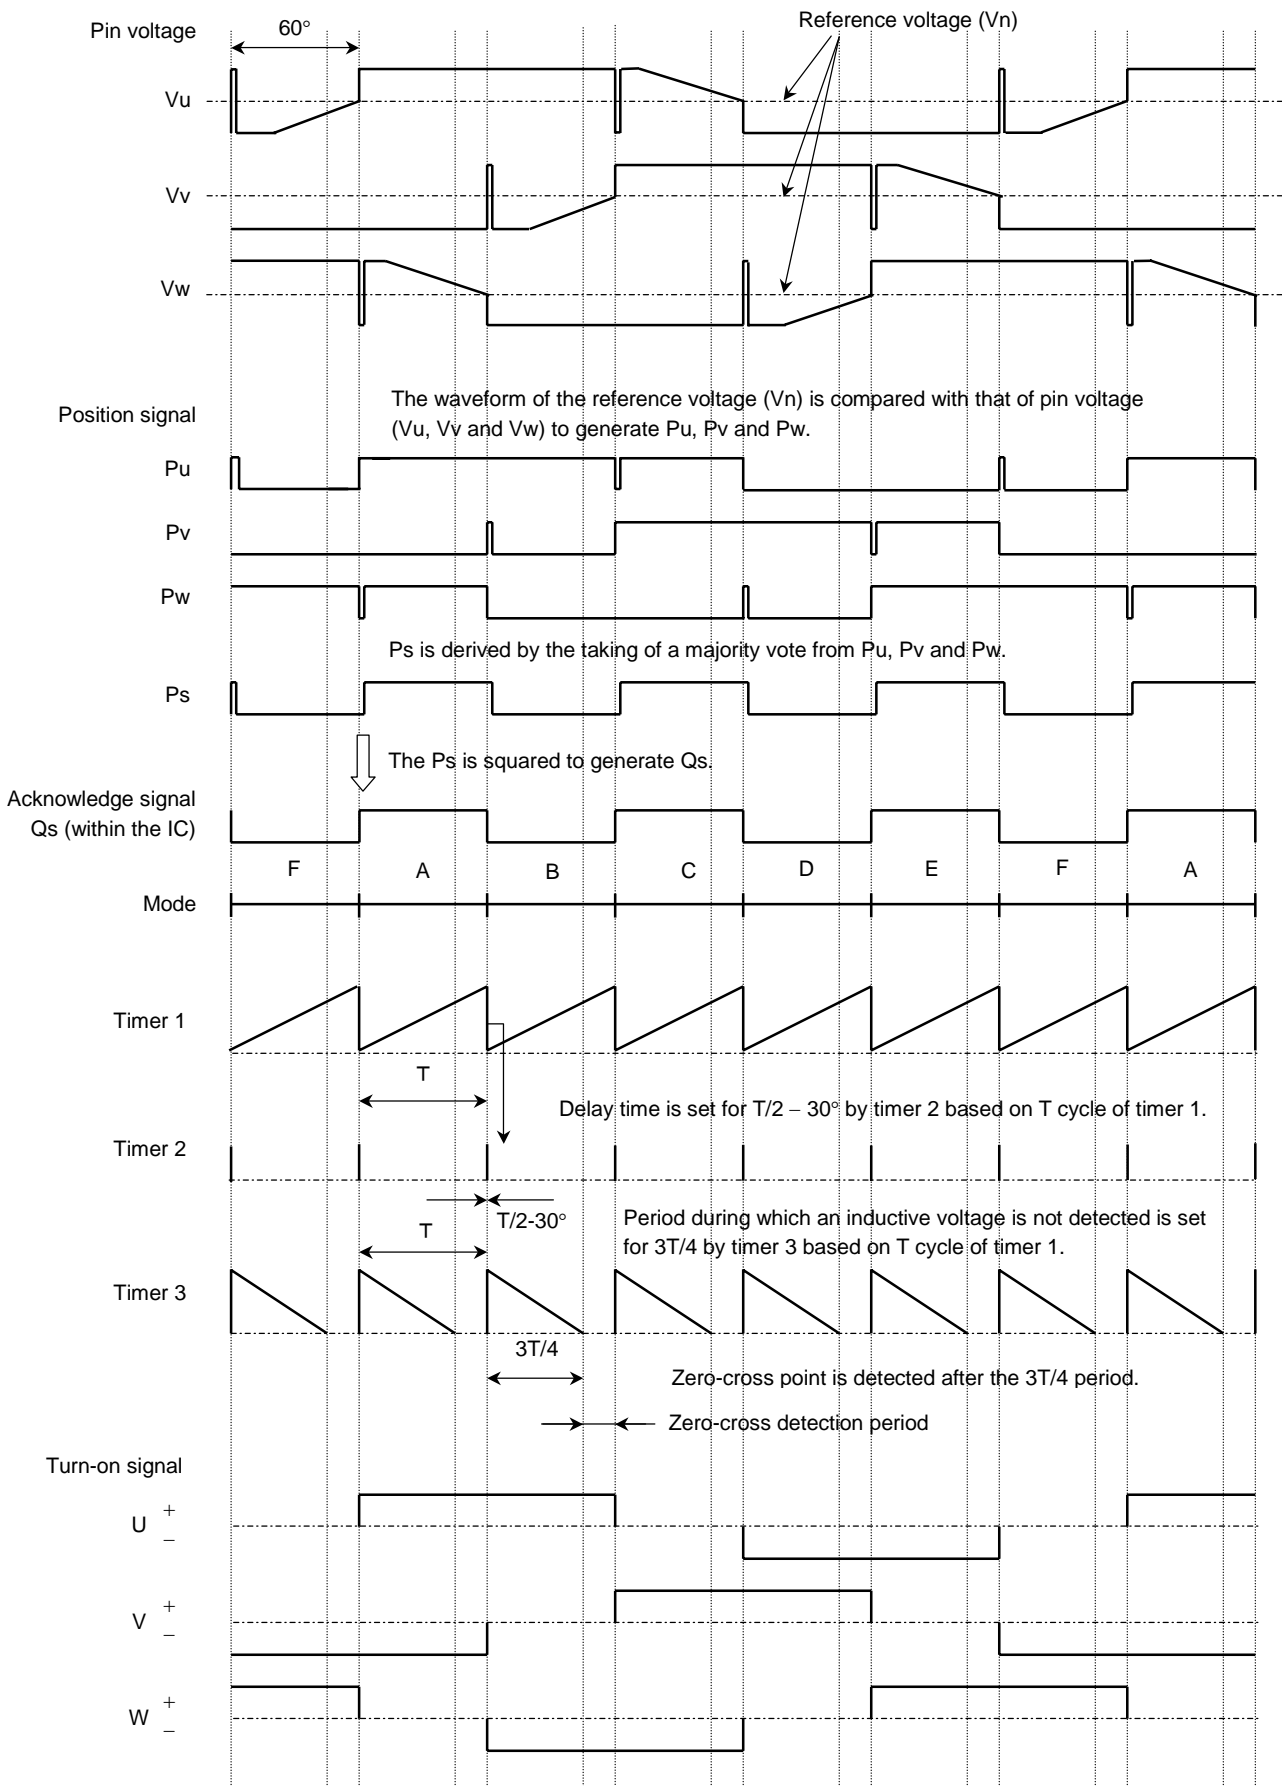 Pin voltage
60°
Reference voltage (Vn)
Vu
Vv
Vw
Position signal
The waveform of the reference voltage (Vn) is compared with that of pin voltage
(Vu, Vv and Vw) to generate Pu, Pv and Pw.
Pu
Pv
Pw
Ps is derived by the taking of a majority vote from Pu, Pv and Pw.
Ps
The Ps is squared to generate Qs.
Acknowledge signal
Qs (within the IC)
F A B C D E F A
Mode
Timer 1
T
Delay time is set for T/2 − 30° by timer 2 based on T cycle of timer 1.
Timer 2
T/2-30°
T
Period during which an inductive voltage is not detected is set
for 3T/4 by timer 3 based on T cycle of timer 1.
Timer 3
3T/4
Zero-cross point is detected after the 3T/4 period.
Zero-cross detection period
Turn-on signal
U + −
V + −
W + −